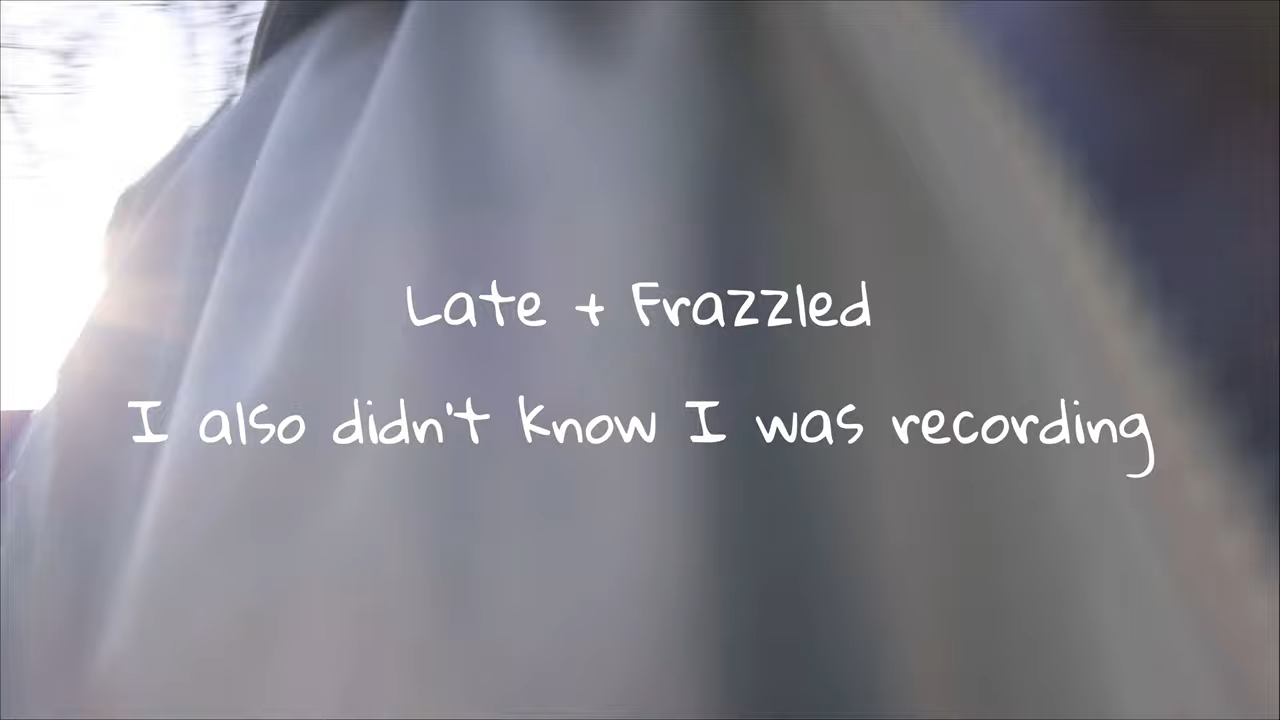 Late + Frazzled
I also didn't know I was recording